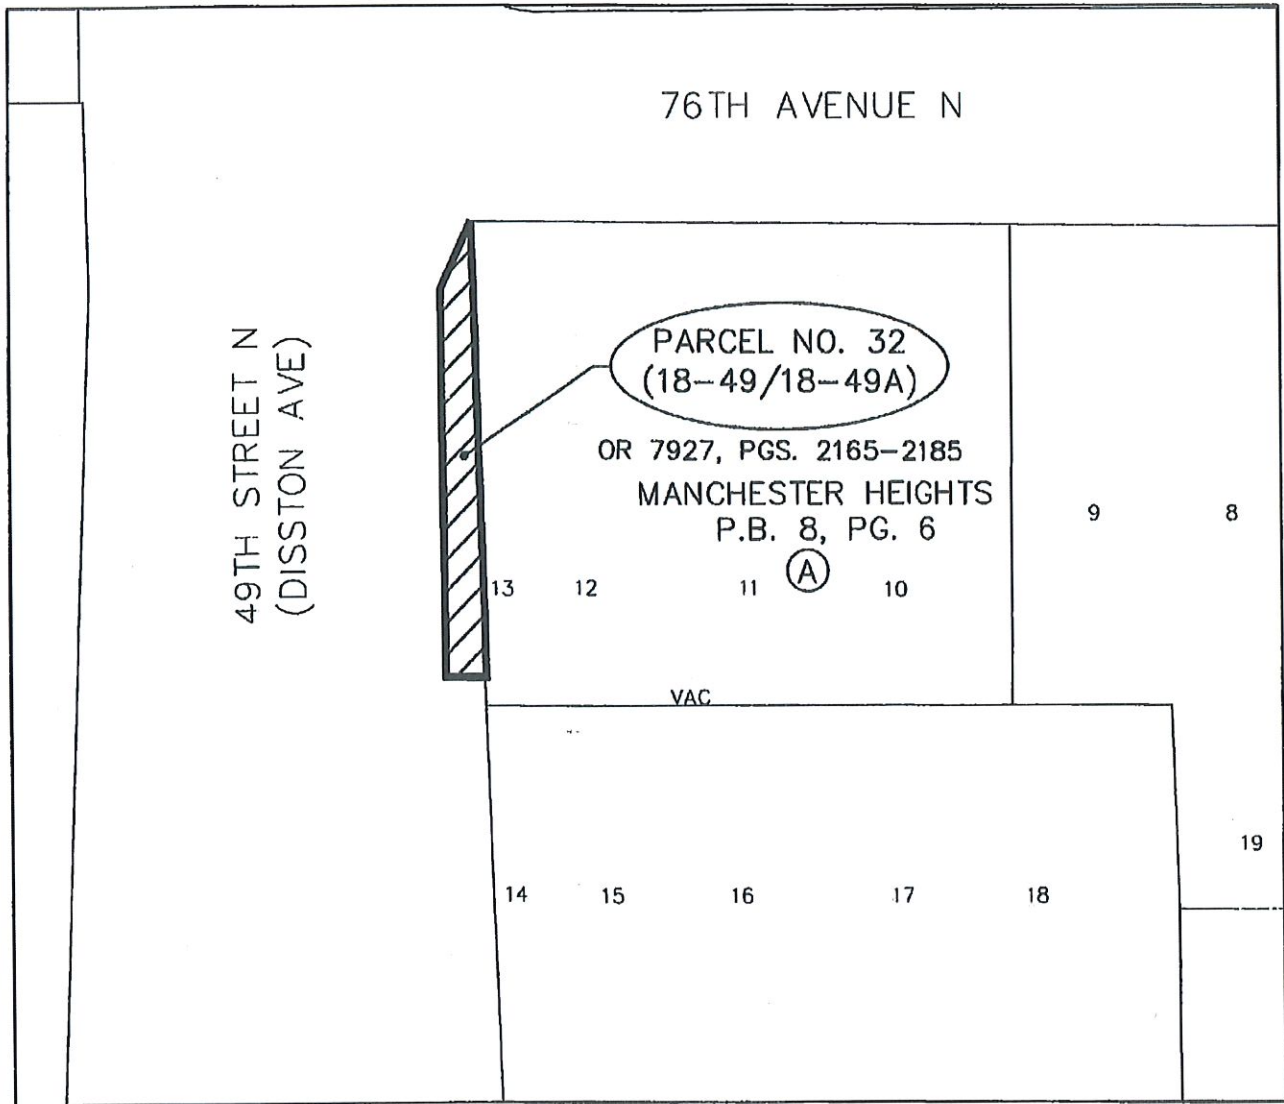 76TH AVENUE N
49TH STREET N
(DISSTON AVE)
PARCEL NO. 32
(18-49/18-49A)
OR 7927, PGS. 2165-2185
MANCHESTER HEIGHTS
P.B. 8, PG. 6
A
9 8
13 12 11 10
VAC
19
14 15 16 17 18